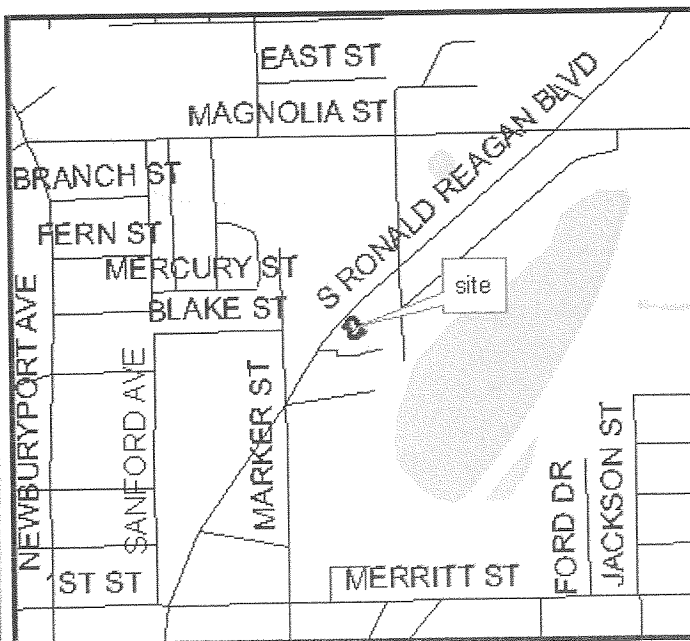 EAST ST
MAGNOLIA ST
S RONALD REAGAN BLVD
BRANCH ST
FERN ST
MERCURY ST
BLAKE ST
site
NEWBURYPORT AVE
SANFORD AVE
MARKER ST
FORD DR
JACKSON ST
ST ST
MERRITT ST